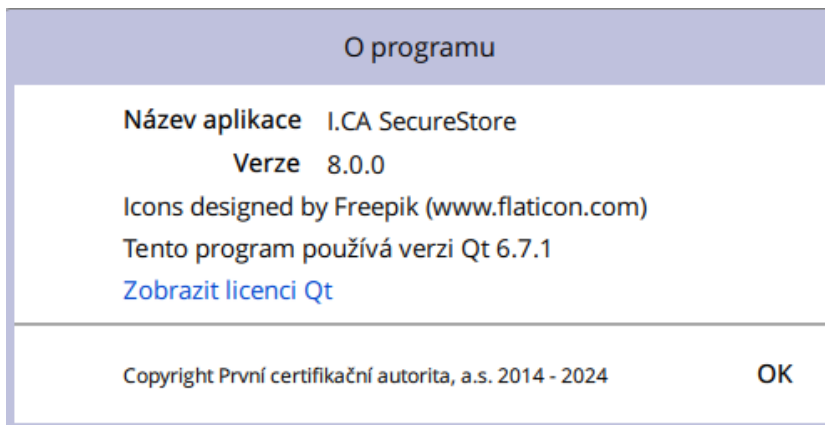 O programu
Název aplikace I.CA SecureStore
Verze 8.0.0
Icons designed by Freepik (www.flaticon.com)
Tento program používá verzi Qt 6.7.1
Zobrazit licenci Qt
Copyright První certifikační autorita, a.s. 2014 - 2024 OK